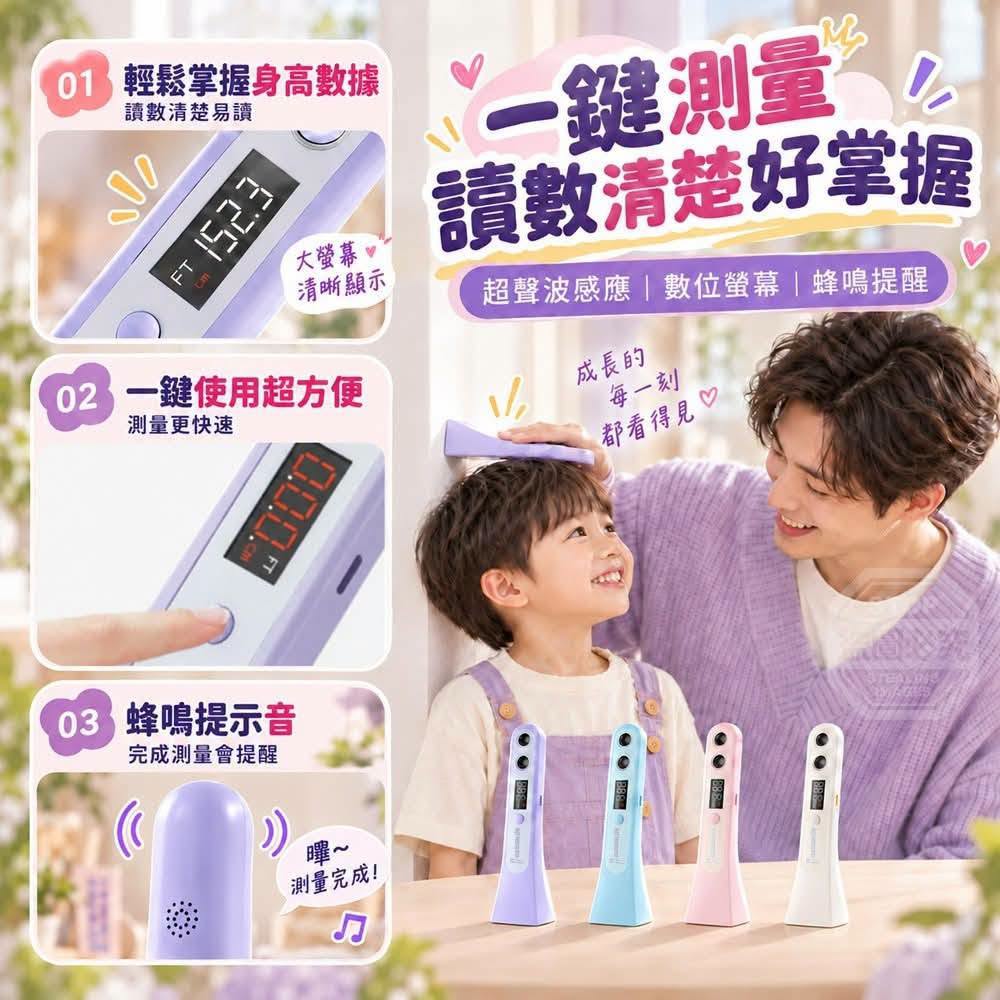 一鍵測量
讀數清楚好掌握
超聲波感應｜數位螢幕｜蜂鳴提醒
01
輕鬆掌握身高數據
讀數清楚易讀
152.3
FT
cm
大螢幕
清晰顯示
02
一鍵使用超方便
測量更快速
000.0
cm
FT
03
蜂鳴提示音
完成測量會提醒
嗶～
測量完成!
成長的
每一刻
都看得見
STEALING
IMAGES